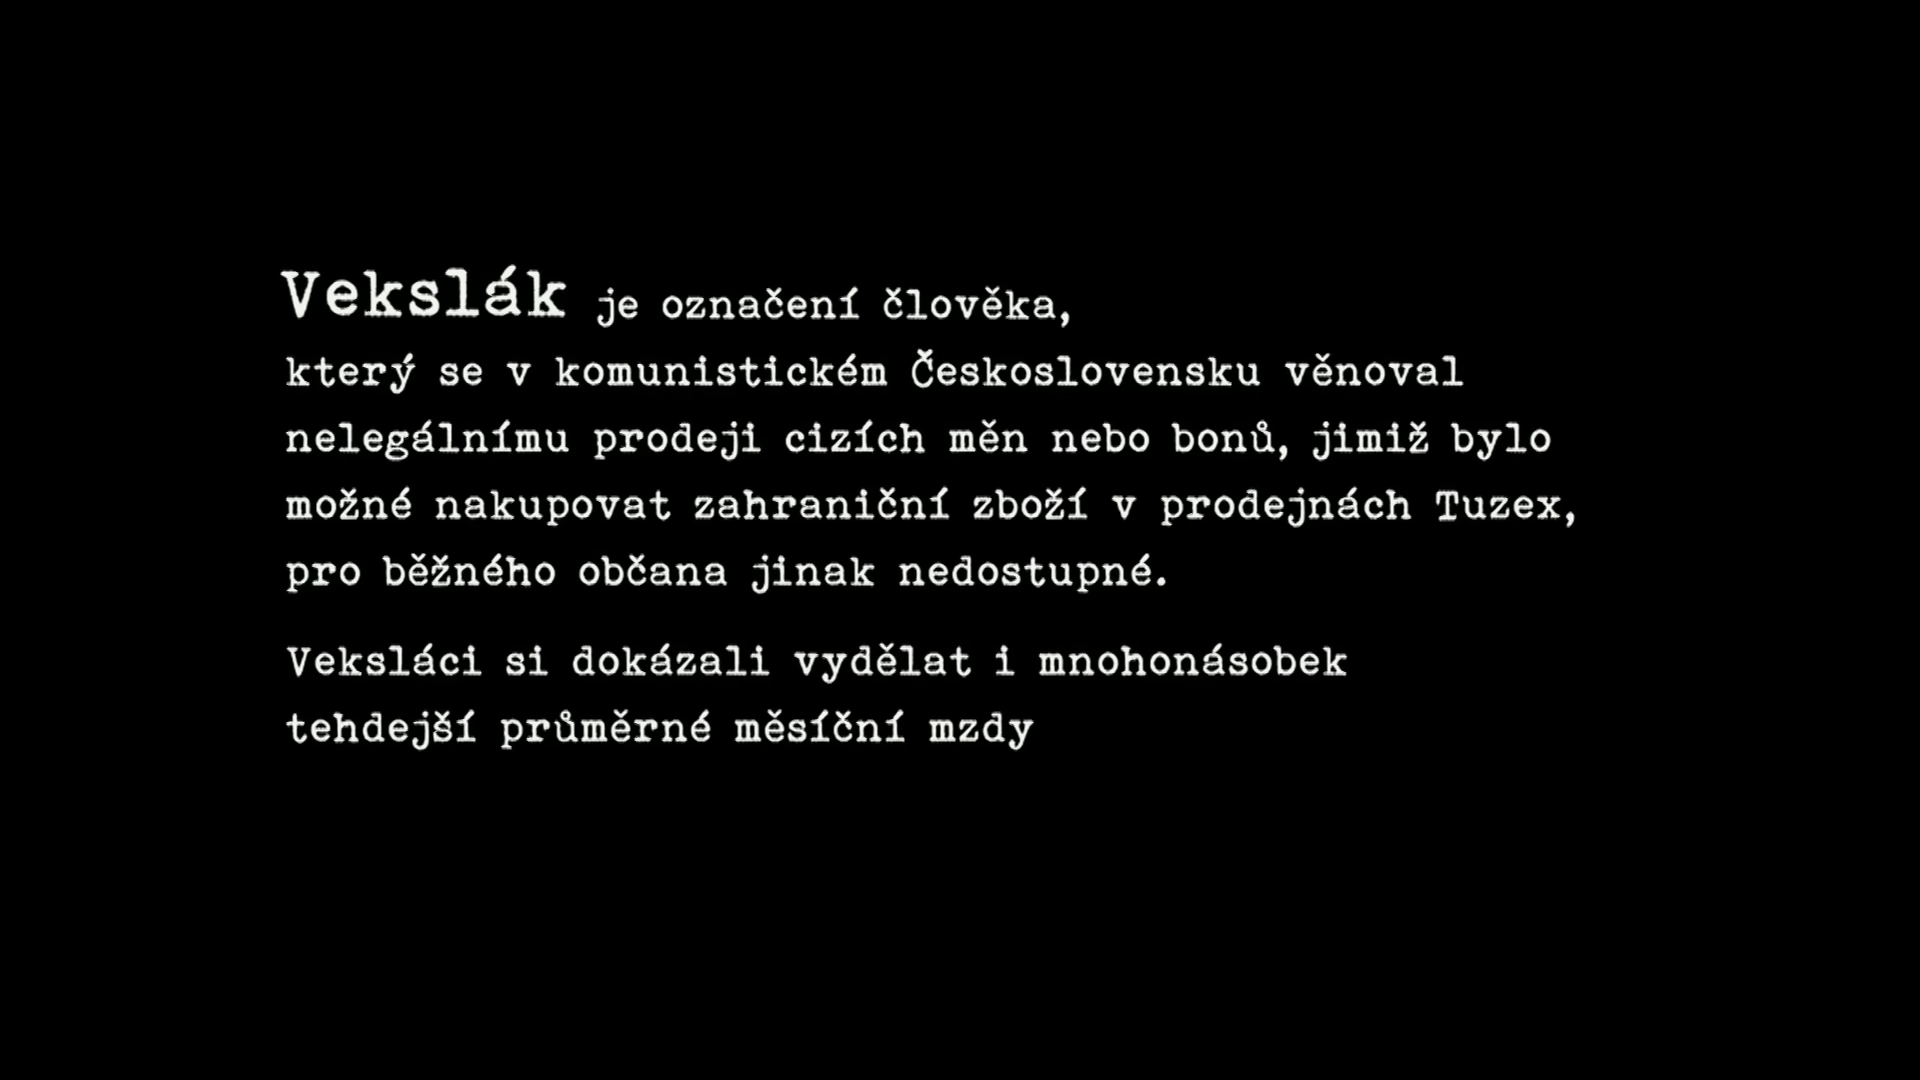 Vekslák je označení člověka,
který se v komunistickém Československu věnoval
nelegálnímu prodeji cizích měn nebo bonů, jimiž bylo
možné nakupovat zahraniční zboží v prodejnách Tuzex,
pro běžného občana jinak nedostupné.
Veksláci si dokázali vydělat i mnohonásobek
tehdejší průměrné měsíční mzdy